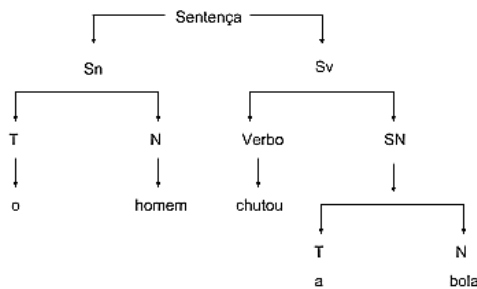 Sentença
Sn Sv
T N Verbo SN
o homem chutou
T N
a bola